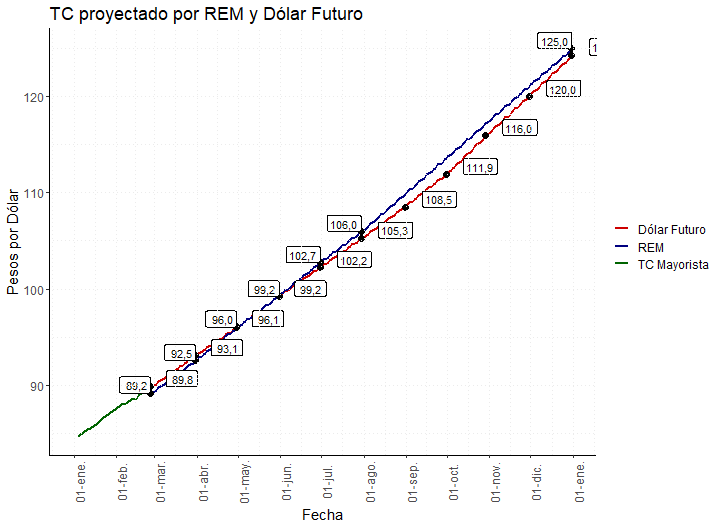 TC proyectado por REM y Dólar Futuro
Pesos por Dólar
120
110
100
90
125,0
120,0
116,0
111,9
108,5
106,0
105,3
102,7
102,2
99,2
99,2
96,0
96,1
92,5
93,1
89,2
89,8
Dólar Futuro
REM
TC Mayorista
01-ene.
01-feb.
01-mar.
01-abr.
01-may.
01-jun.
01-jul.
01-ago.
01-sep.
01-oct.
01-nov.
01-dic.
01-ene.
Fecha